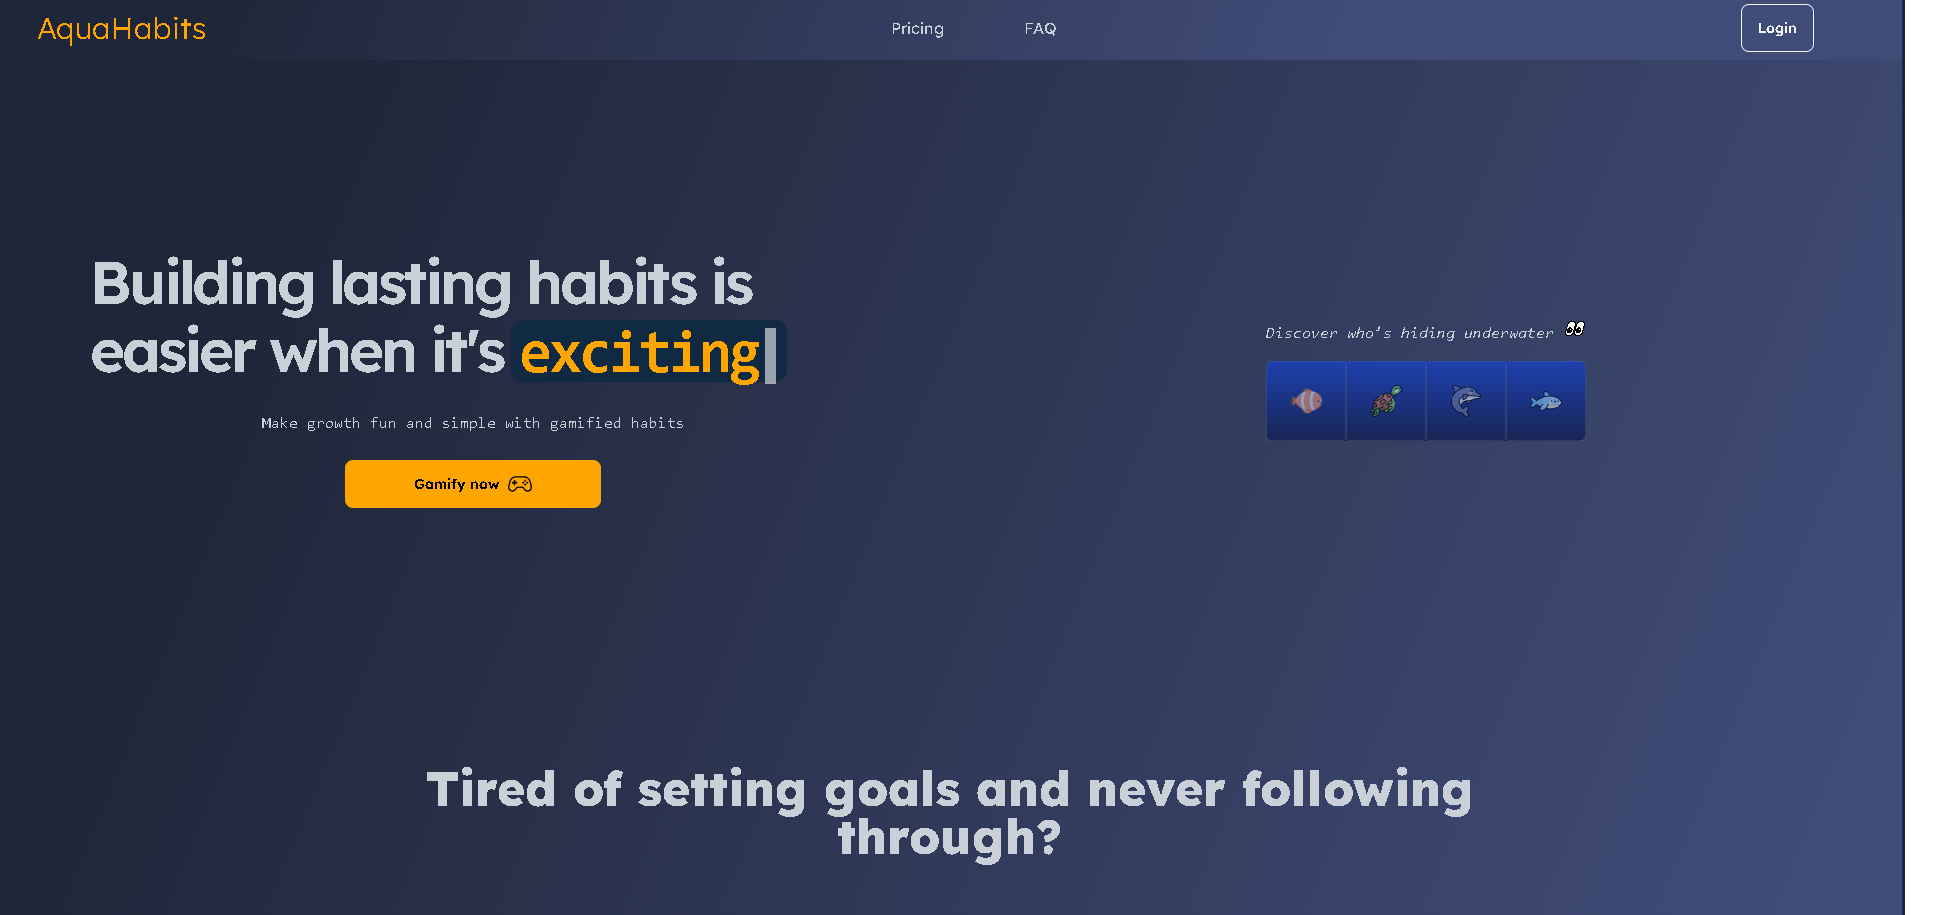 AquaHabits
Pricing
FAQ
Login
Building lasting habits is
easier when it's exciting
Make growth fun and simple with gamified habits
Gamify now
Discover who's hiding underwater
Tired of setting goals and never following
through?